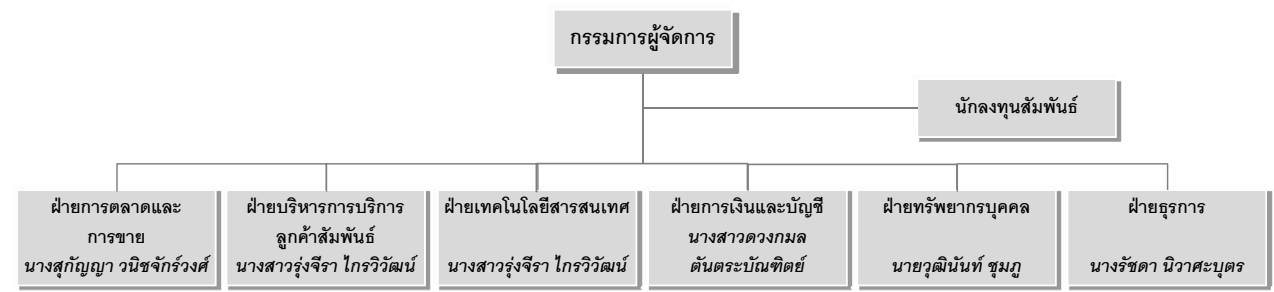 กรรมการผู้จัดการ
นักลงทุนสัมพันธ์
ฝ่ายการตลาดและ
การขาย
นางสุกัญญา วนิชจักร์วงศ์
ฝ่ายบริหารการบริการ
ลูกค้าสัมพันธ์
นางสาวรุ่งจีรา ไกรวิวัฒน์
ฝ่ายเทคโนโลยีสารสนเทศ
นางสาวรุ่งจีรา ไกรวิวัฒน์
ฝ่ายการเงินและบัญชี
นางสาวดวงกมล
ตันตระบัณฑิตย์
ฝ่ายทรัพยากรบุคคล
นายวุฒินันท์ ชุมภู
ฝ่ายธุรการ
นางรัชดา นิวาศะบุตร